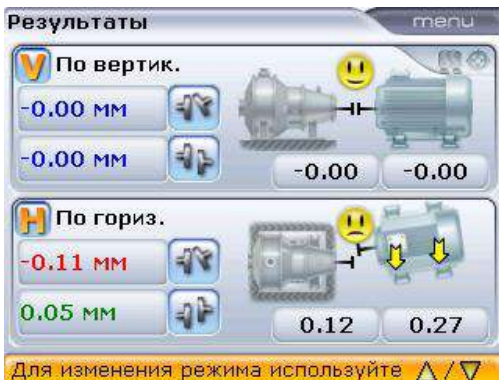 Результаты
menu
V По вертик.
-0.00 мм
-0.00 мм
-0.00 -0.00
H По гориз.
-0.11 мм
0.05 мм
0.12 0.27
Для изменения режима используйте /